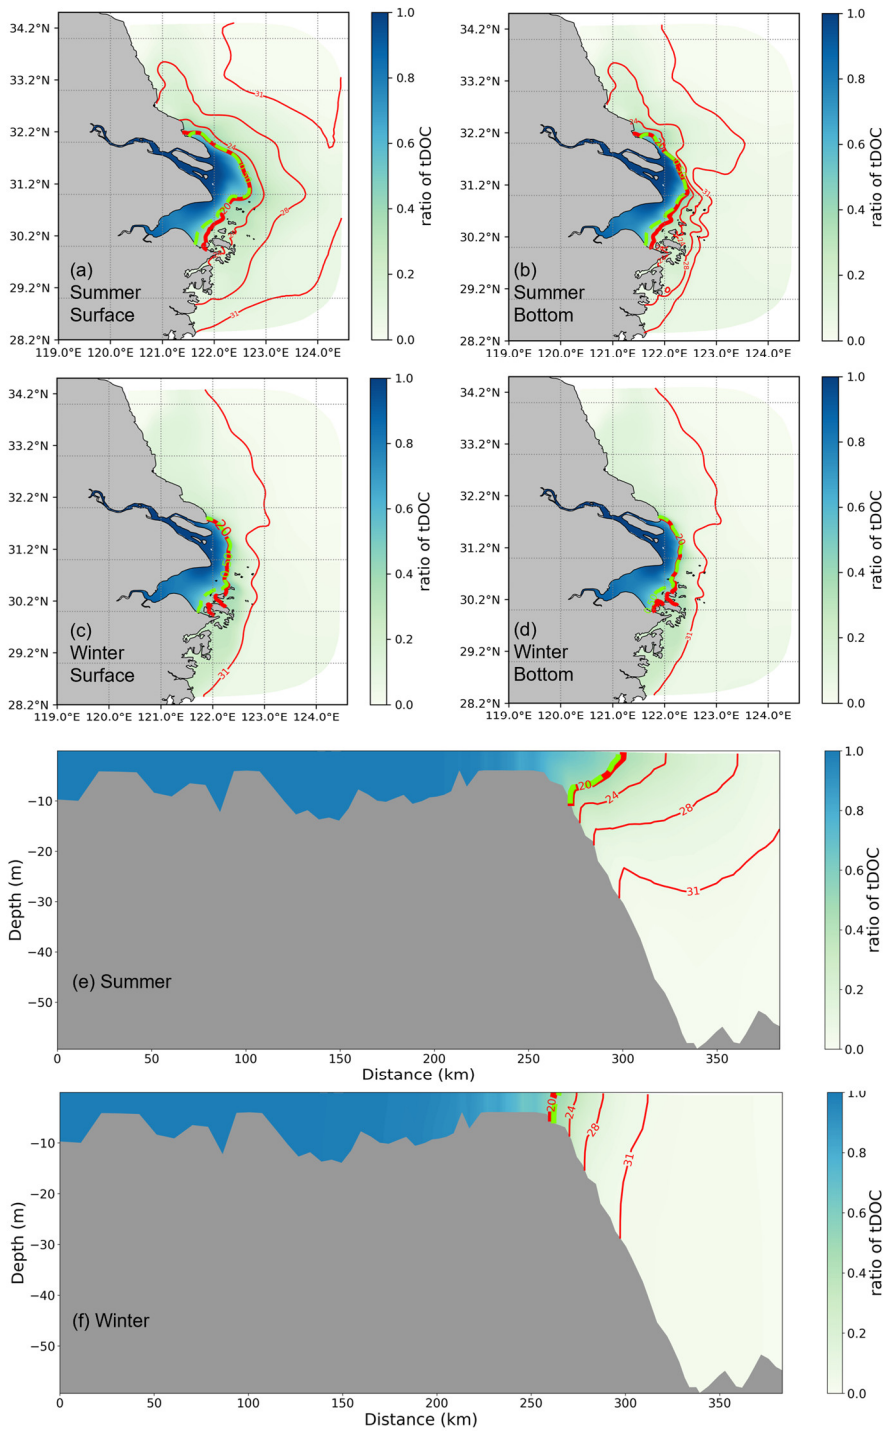 34.2°N
33.2°N
32.2°N
31.2°N
30.2°N
29.2°N
28.2°N
119.0°E 120.0°E 121.0°E 122.0°E 123.0°E 124.0°E
(a)
Summer
Surface
31
24
20
28
31
1.0
0.8
0.6
0.4
0.2
0.0
ratio of tDOC
34.2°N
33.2°N
32.2°N
31.2°N
30.2°N
29.2°N
28.2°N
119.0°E 120.0°E 121.0°E 122.0°E 123.0°E 124.0°E
(b)
Summer
Bottom
24
20
31
28
28
1.0
0.8
0.6
0.4
0.2
0.0
ratio of tDOC
34.2°N
33.2°N
32.2°N
31.2°N
30.2°N
29.2°N
28.2°N
119.0°E 120.0°E 121.0°E 122.0°E 123.0°E 124.0°E
(c)
Winter
Surface
20
31
1.0
0.8
0.6
0.4
0.2
0.0
ratio of tDOC
34.2°N
33.2°N
32.2°N
31.2°N
30.2°N
29.2°N
28.2°N
119.0°E 120.0°E 121.0°E 122.0°E 123.0°E 124.0°E
(d)
Winter
Bottom
20
31
1.0
0.8
0.6
0.4
0.2
0.0
ratio of tDOC
−10
−20
−30
−40
−50
Depth (m)
20
24
28
31
(e) Summer
0 50 100 150 200 250 300 350
Distance (km)
1.0
0.8
0.6
0.4
0.2
0.0
ratio of tDOC
−10
−20
−30
−40
−50
Depth (m)
20
24
28
31
(f) Winter
0 50 100 150 200 250 300 350
Distance (km)
1.0
0.8
0.6
0.4
0.2
0.0
ratio of tDOC